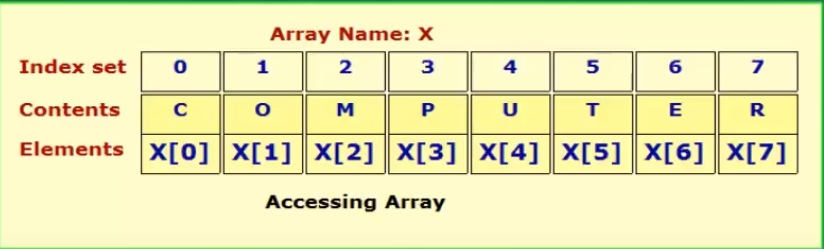 Array Name: X
Index set 0 1 2 3 4 5 6 7
Contents C O M P U T E R
Elements X[0] X[1] X[2] X[3] X[4] X[5] X[6] X[7]
Accessing Array